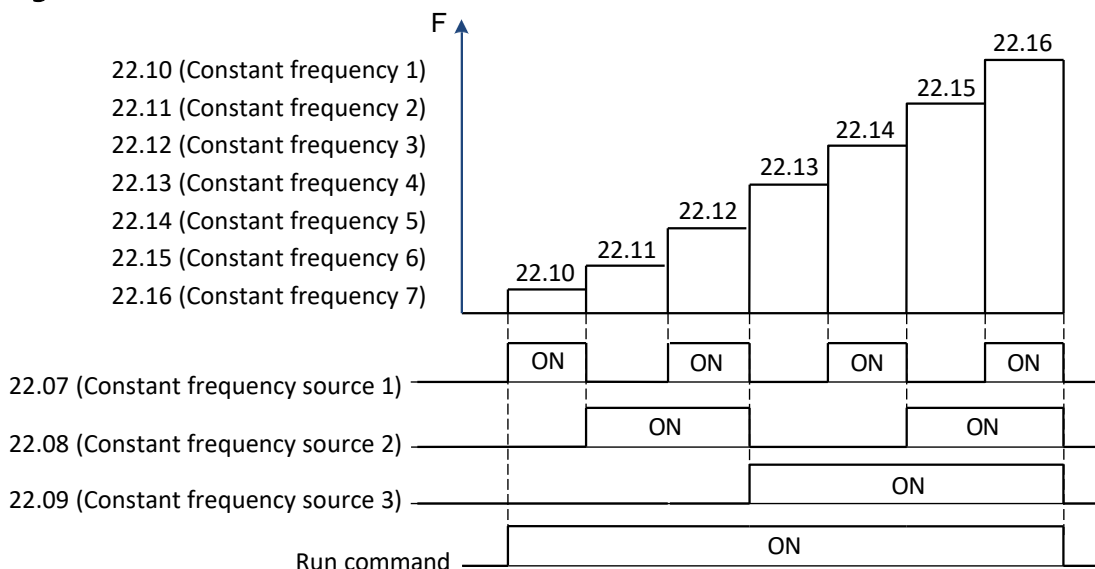 F
22.16
22.10 (Constant frequency 1)
22.15
22.11 (Constant frequency 2)
22.14
22.12 (Constant frequency 3)
22.13
22.13 (Constant frequency 4)
22.12
22.14 (Constant frequency 5)
22.11
22.15 (Constant frequency 6)
22.10
22.16 (Constant frequency 7)
ON ON ON ON
22.07 (Constant frequency source 1)
ON ON
22.08 (Constant frequency source 2)
ON
22.09 (Constant frequency source 3)
ON
Run command